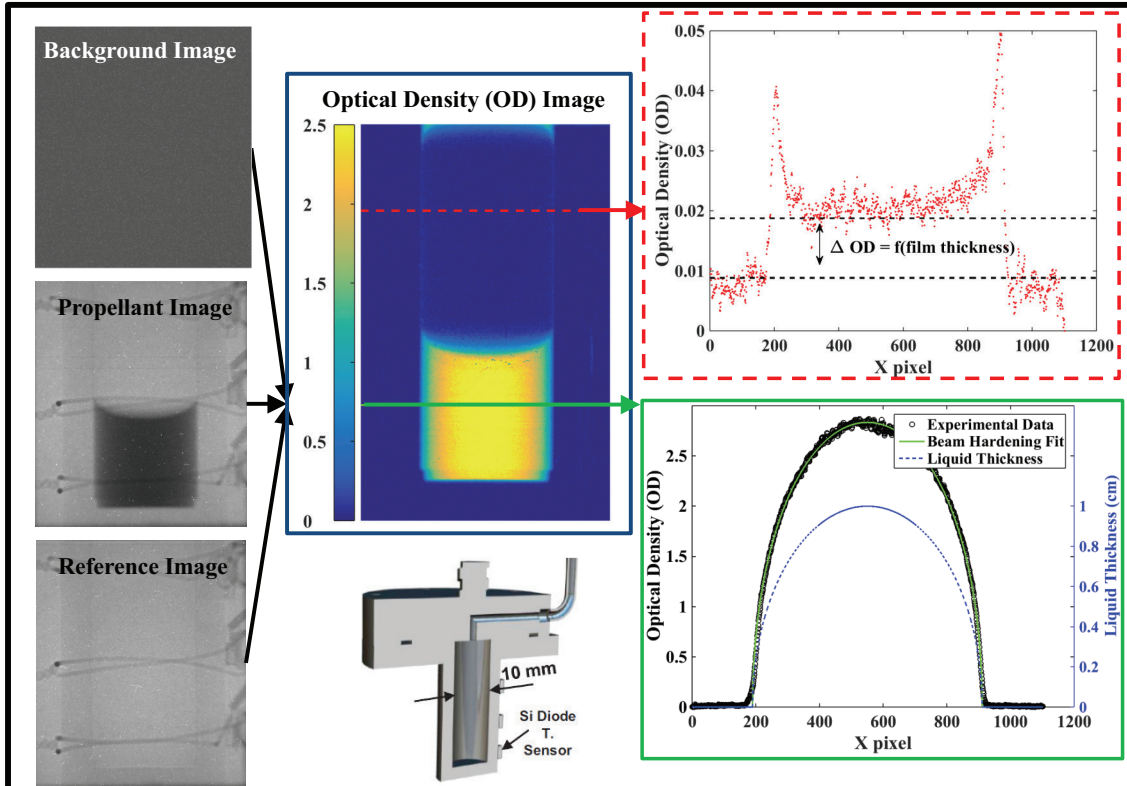 Background Image
Propellant Image
Reference Image
Optical Density (OD) Image
2.5
2
1.5
1
0.5
0
10 mm
Si Diode
T.
Sensor
0.05
0.04
0.03
0.02
0.01
0
Optical Density (OD)
Δ OD = f(film thickness)
0 200 400 600 800 1000 1200
X pixel
Experimental Data
Beam Hardening Fit
Liquid Thickness
2.5
2
1.5
1
0.5
0
Optical Density (OD)
1
0.8
0.6
0.4
0.2
0
Liquid Thickness (cm)
0 200 400 600 800 1000 1200
X pixel